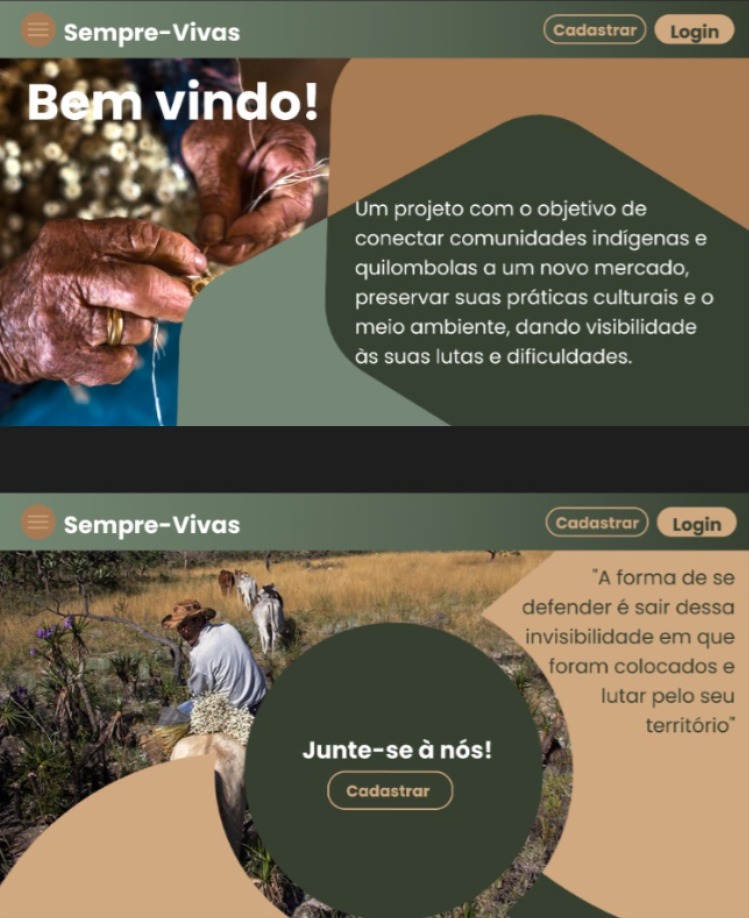 Sempre-Vivas
Cadastrar
Login
Bem vindo!
Um projeto com o objetivo de
conectar comunidades indígenas e
quilombolas a um novo mercado,
preservar suas práticas culturais e o
meio ambiente, dando visibilidade
às suas lutas e dificuldades.
Sempre-Vivas
Cadastrar
Login
"A forma de se
defender é sair dessa
invisibilidade em que
foram colocados e
lutar pelo seu
território"
Junte-se à nós!
Cadastrar